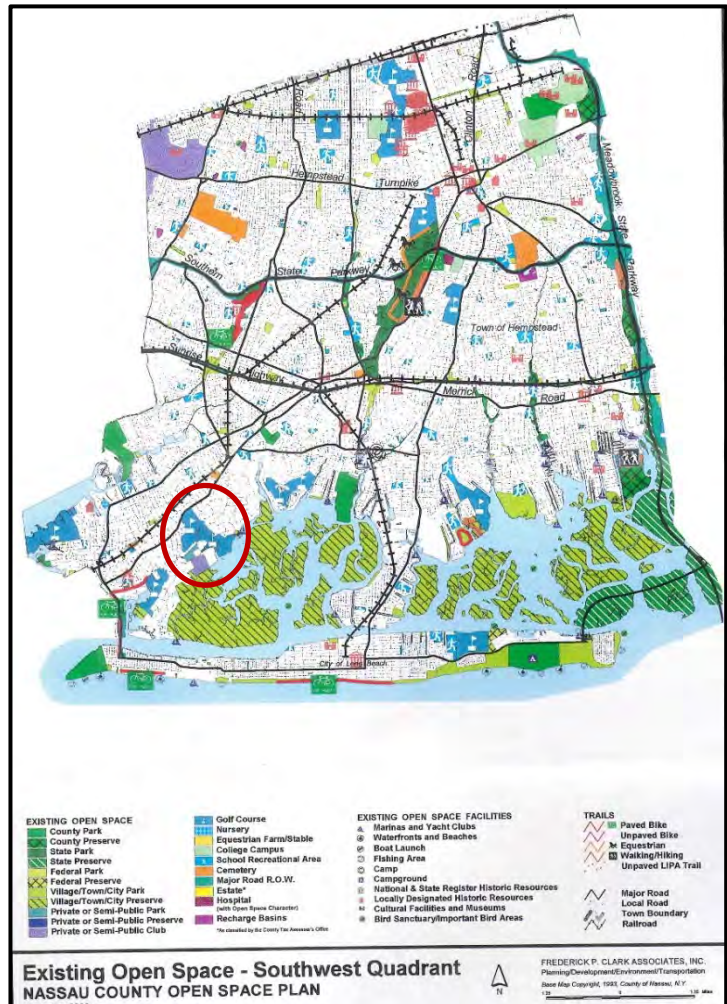 Road
Road
Clinton
Hempstead
Turnpike
Meadowbrook State Parkway
Southern
State
Parkway
Town of Hempstead
Sunrise
Highway
Merrick
Road
City of Long Beach
EXISTING OPEN SPACE
County Park
County Preserve
State Park
State Preserve
Federal Park
Federal Preserve
Village/Town/City Park
Village/Town/City Preserve
Private or Semi-Public Park
Private or Semi-Public Preserve
Private or Semi-Public Club
Golf Course
Nursery
Equestrian Farm/Stable
College Campus
School Recreational Area
Cemetery
Major Road R.O.W.
Estate*
Hospital
(with Open Space Character)
Recharge Basins
EXISTING OPEN SPACE FACILITIES
Marinas and Yacht Clubs
Waterfronts and Beaches
Boat Launch
Fishing Area
Camp
Campground
National & State Register Historic Resources
Locally Designated Historic Resources
Cultural Facilities and Museums
Bird Sanctuary/Important Bird Areas
TRAILS
Paved Bike
Unpaved Bike
Equestrian
Walking/Hiking
Unpaved LIPA Trail
Major Road
Local Road
Town Boundary
Railroad
Existing Open Space - Southwest Quadrant
NASSAU COUNTY OPEN SPACE PLAN
N
FREDERICK P. CLARK ASSOCIATES, INC.
Planning/Development/Environment/Transportation
Base Map Copyright, 1993, County of Nassau, N.Y.